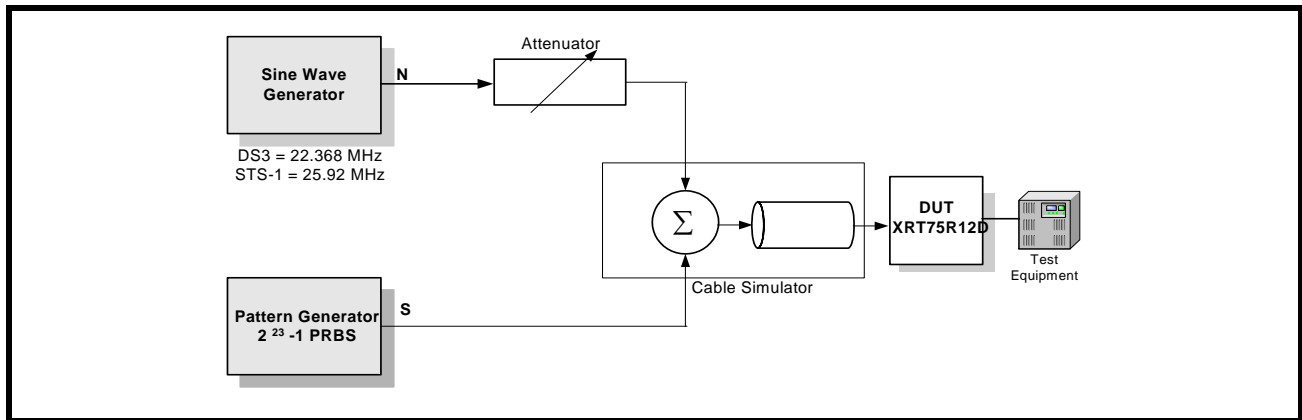 Attenuator
Sine Wave
Generator
N
DS3 = 22.368 MHz
STS-1 = 25.92 MHz
Σ
DUT
XRT75R12D
Test
Equipment
Cable Simulator
Pattern Generator
2 23 -1 PRBS
S